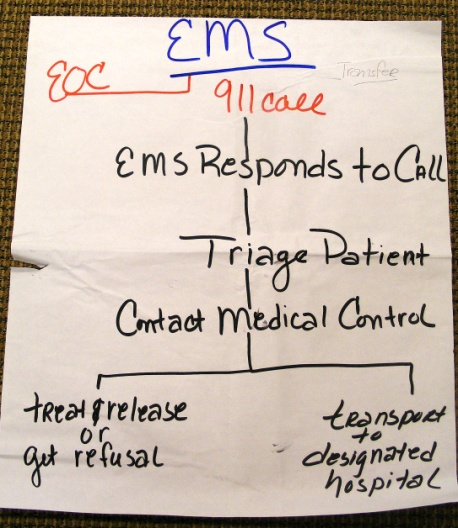 EMS
EOC
Transfer
911 call
EMS Responds to Call
Triage Patient
Contact Medical Control
treat & release
or
get refusal
transport
to
designated
hospital